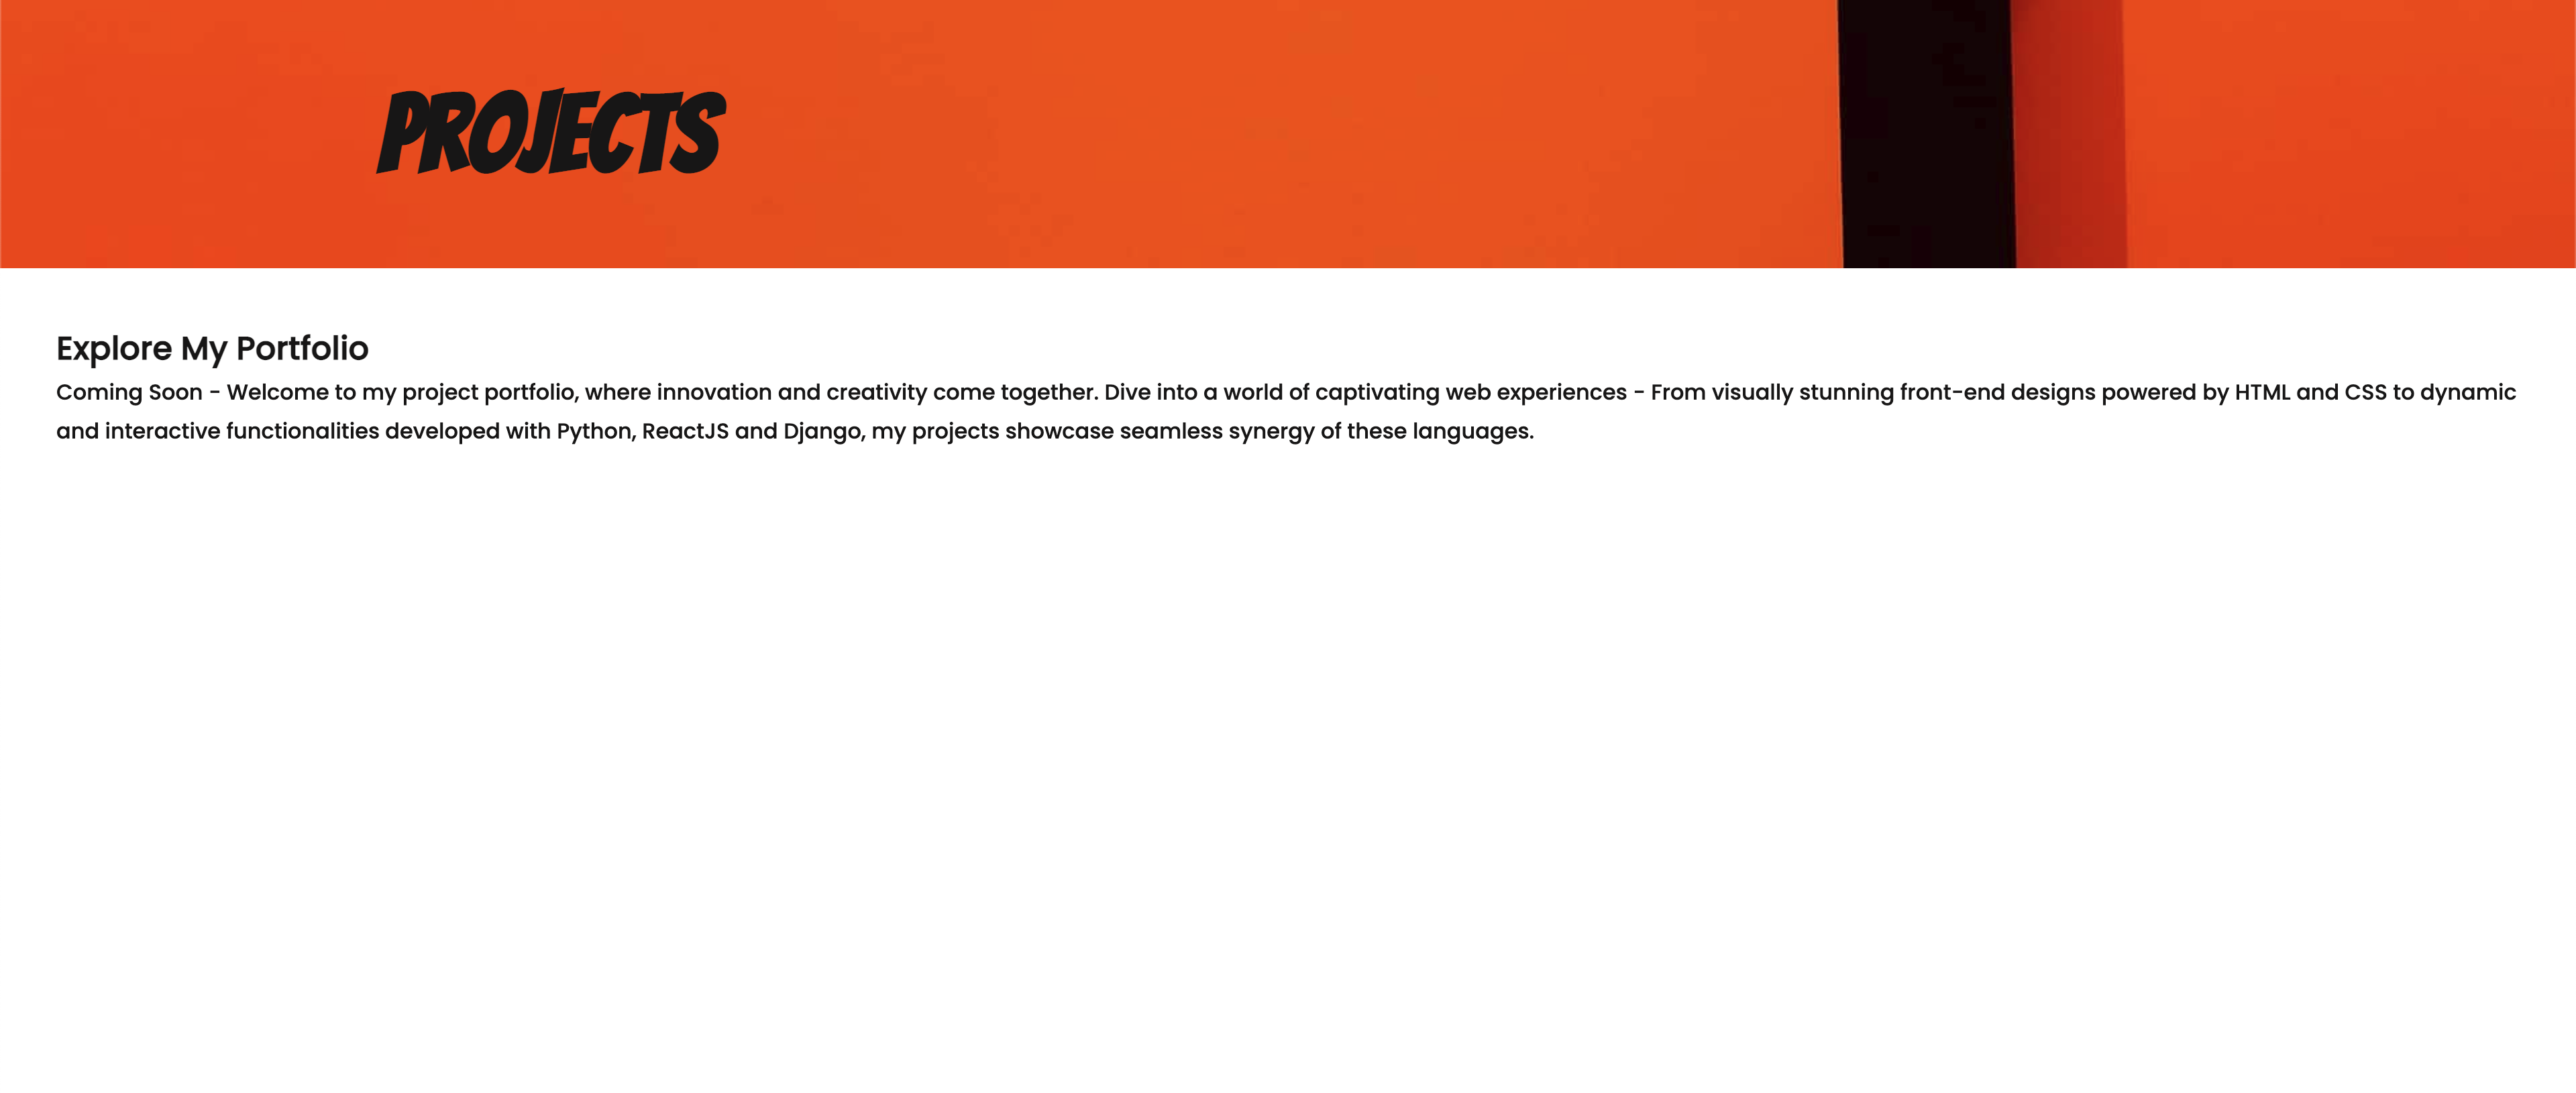 PROJECTS
Explore My Portfolio
Coming Soon - Welcome to my project portfolio, where innovation and creativity come together. Dive into a world of captivating web experiences - From visually stunning front-end designs powered by HTML and CSS to dynamic
and interactive functionalities developed with Python, ReactJS and Django, my projects showcase seamless synergy of these languages.